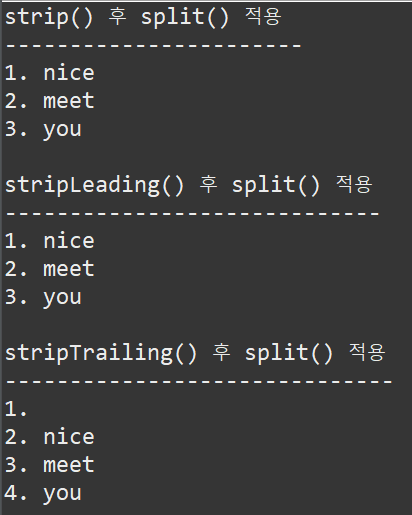 strip() 후 split() 적용
-----------------------
1. nice
2. meet
3. you
stripLeading() 후 split() 적용
-----------------------------
1. nice
2. meet
3. you
stripTrailing() 후 split() 적용
------------------------------
1.
2. nice
3. meet
4. you